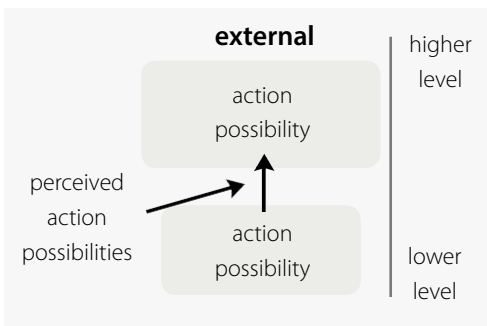 external
higher
level
action
possibility
perceived
action
possibilities
action
possibility
lower
level